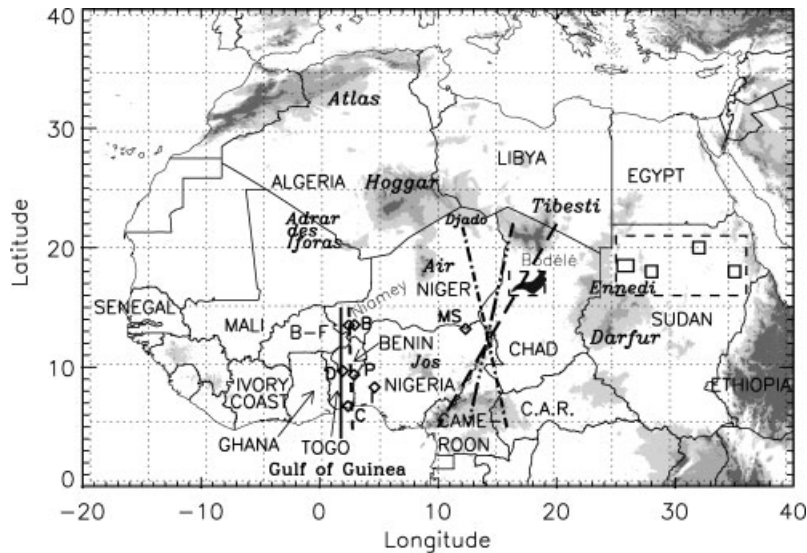 40
Atlas
30
LIBYA
EGYPT
ALGERIA
Hoggar
Tibesti
Latitude
Adrar
des
Iforas
Djado
20
Bodélé
Air
NIGER
Ennedi
SENEGAL
Niamey
MALI
MS
SUDAN
B-F
B
BENIN
CHAD
Darfur
10
D
P
Jos
IVORY
COAST
NIGERIA
I
ETHIOPIA
L
C
C.A.R.
GHANA
CAME-
ROON
TOGO
Gulf of Guinea
0
-20 -10 0 10 20 30 40
Longitude